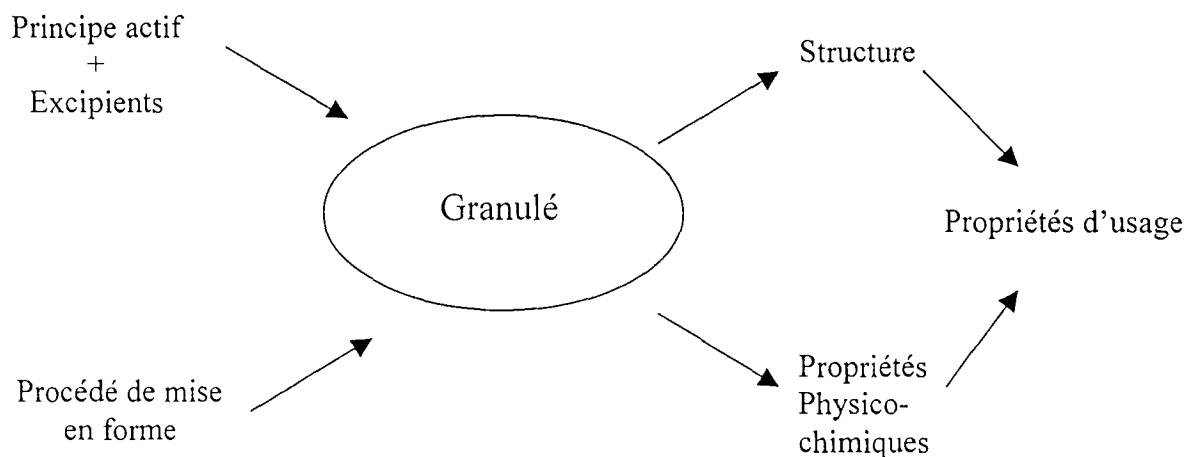 Principe actif
+
Excipients
Structure
Granulé
Propriétés d'usage
Procédé de mise
en forme
Propriétés
Physico-
chimiques